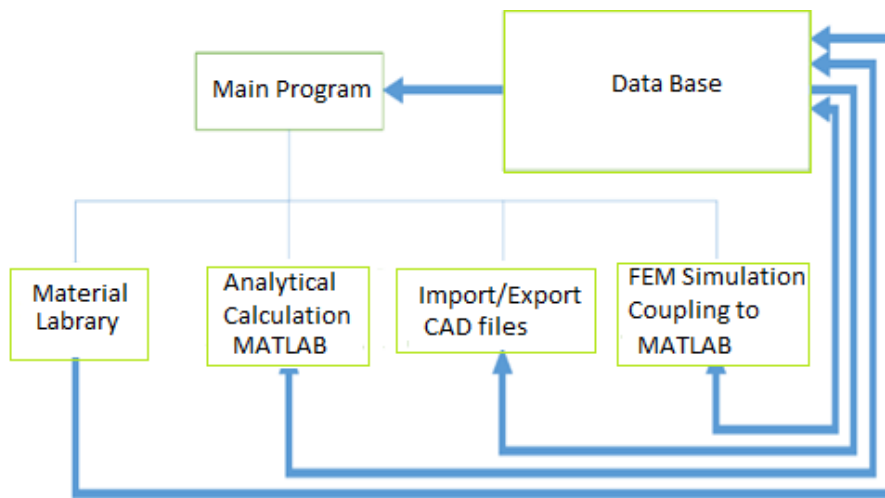 Main Program
Data Base
Material
Labrary
Analytical
Calculation
MATLAB
Import/Export
CAD files
FEM Simulation
Coupling to
MATLAB